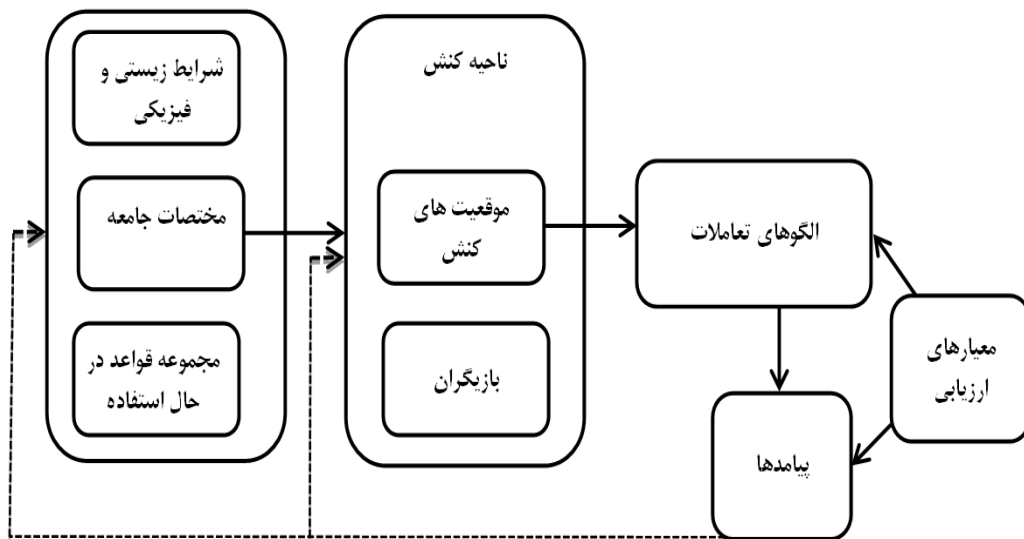 شرایط زیستی و
فیزیکی
مختصات جامعه
مجموعه قواعد در
حال استفاده
ناحیه کنش
موقعیت های
کنش
بازیگران
الگوهای تعاملات
پیامدها
معیارهای
ارزیابی